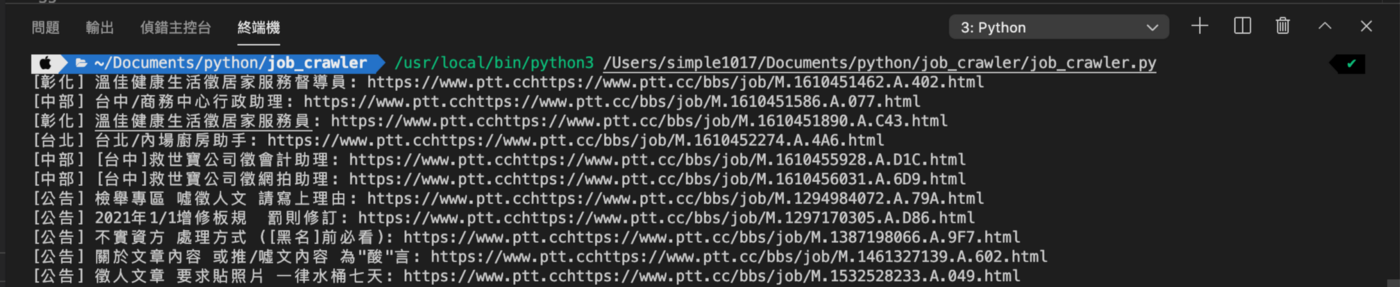 問題 輸出 偵錯主控台 終端機 3: Python
~/Documents/python/job_crawler /usr/local/bin/python3 /Users/simple1017/Documents/python/job_crawler/job_crawler.py ✔
[彰化] 溫佳健康生活徵居家服務督導員: https://www.ptt.cchttps://www.ptt.cc/bbs/job/M.1610451462.A.402.html
[中部] 台中/商務中心行政助理: https://www.ptt.cchttps://www.ptt.cc/bbs/job/M.1610451586.A.077.html
[彰化] 溫佳健康生活徵居家服務員: https://www.ptt.cchttps://www.ptt.cc/bbs/job/M.1610451890.A.C43.html
[台北] 台北/內場廚房助手: https://www.ptt.cchttps://www.ptt.cc/bbs/job/M.1610452274.A.4A6.html
[中部] [台中]救世寶公司徵會計助理: https://www.ptt.cchttps://www.ptt.cc/bbs/job/M.1610455928.A.D1C.html
[中部] [台中]救世寶公司徵網拍助理: https://www.ptt.cchttps://www.ptt.cc/bbs/job/M.1610456031.A.6D9.html
[公告] 檢舉專區 噓徵人文 請寫上理由: https://www.ptt.cchttps://www.ptt.cc/bbs/job/M.1294984072.A.79A.html
[公告] 2021年1/1增修板規  罰則修訂: https://www.ptt.cchttps://www.ptt.cc/bbs/job/M.1297170305.A.D86.html
[公告] 不實資方 處理方式 ([黑名]前必看): https://www.ptt.cchttps://www.ptt.cc/bbs/job/M.1387198066.A.9F7.html
[公告] 關於文章內容 或推/噓文內容 為"酸"言: https://www.ptt.cchttps://www.ptt.cc/bbs/job/M.1461327139.A.602.html
[公告] 徵人文章 要求貼照片 一律水桶七天: https://www.ptt.cchttps://www.ptt.cc/bbs/job/M.1532528233.A.049.html